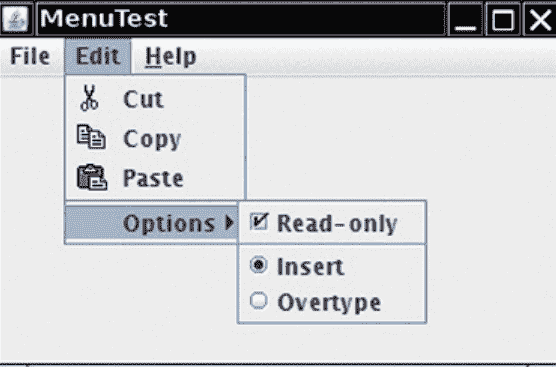 MenuTest
File Edit Help
Cut
Copy
Paste
Options
Read-only
Insert
Overtype